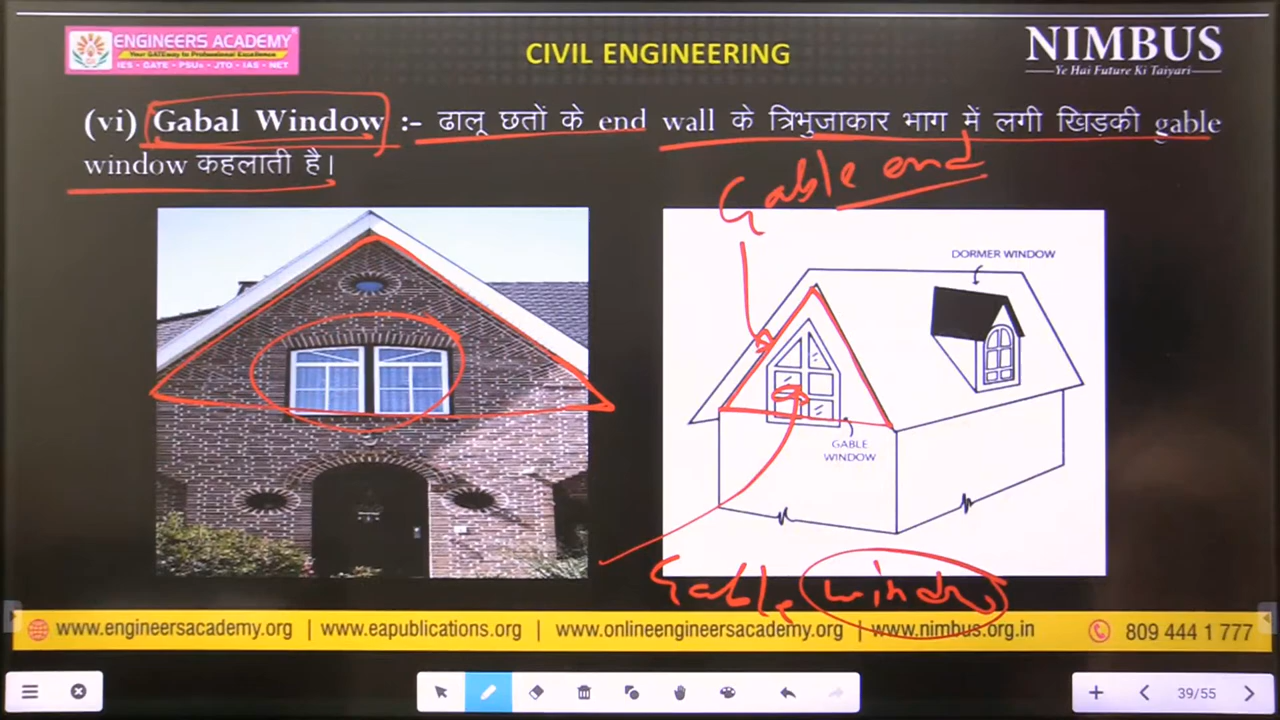 ENGINEERS ACADEMY
Your GATEway to Professional Excellence
IES • GATE • PSUs • JTO • IAS • NET
CIVIL ENGINEERING
NIMBUS
Ye Hai Future Ki Taiyari
(vi) Gabal Window :- ढालू छतों के end wall के त्रिभुजाकार भाग में लगी खिड़की gable
window कहलाती है।
Gable end
DORMER WINDOW
GABLE
WINDOW
Gable window
www.engineersacademy.org | www.eapublications.org | www.onlineengineersacademy.org | www.nimbus.org.in
809 444 1 777
39/55